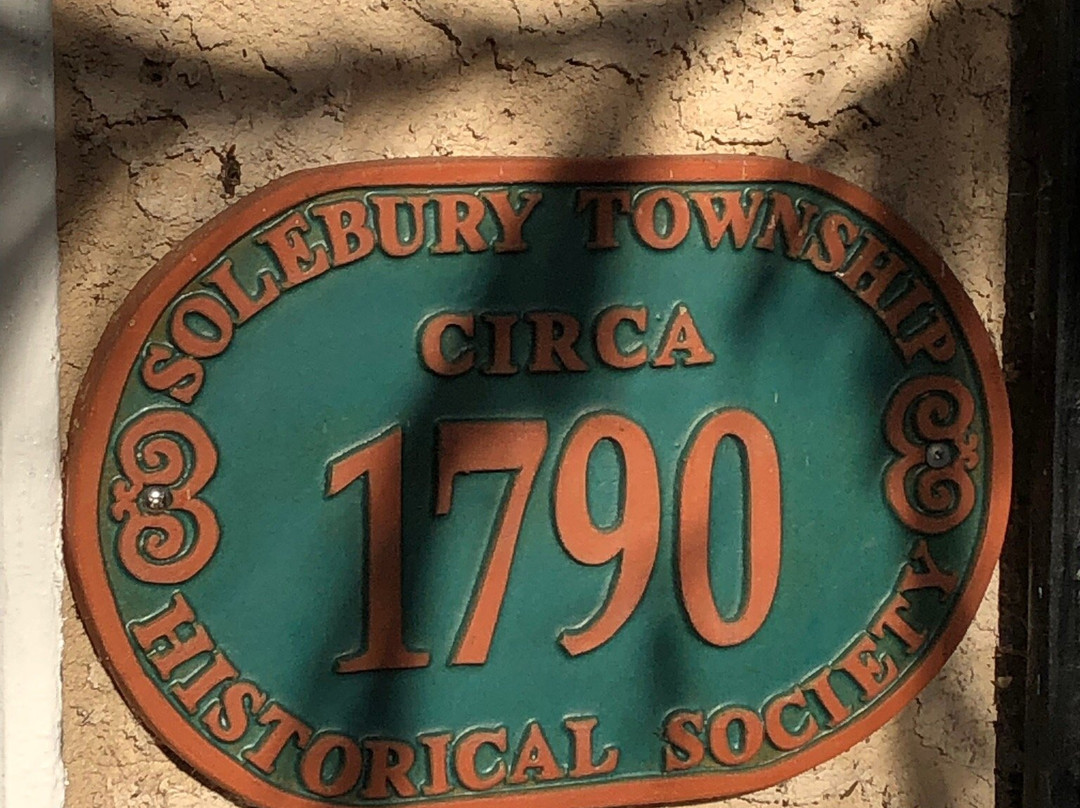 SOLEBURY TOWNSHIP
CIRCA
1790
HISTORICAL SOCIETY